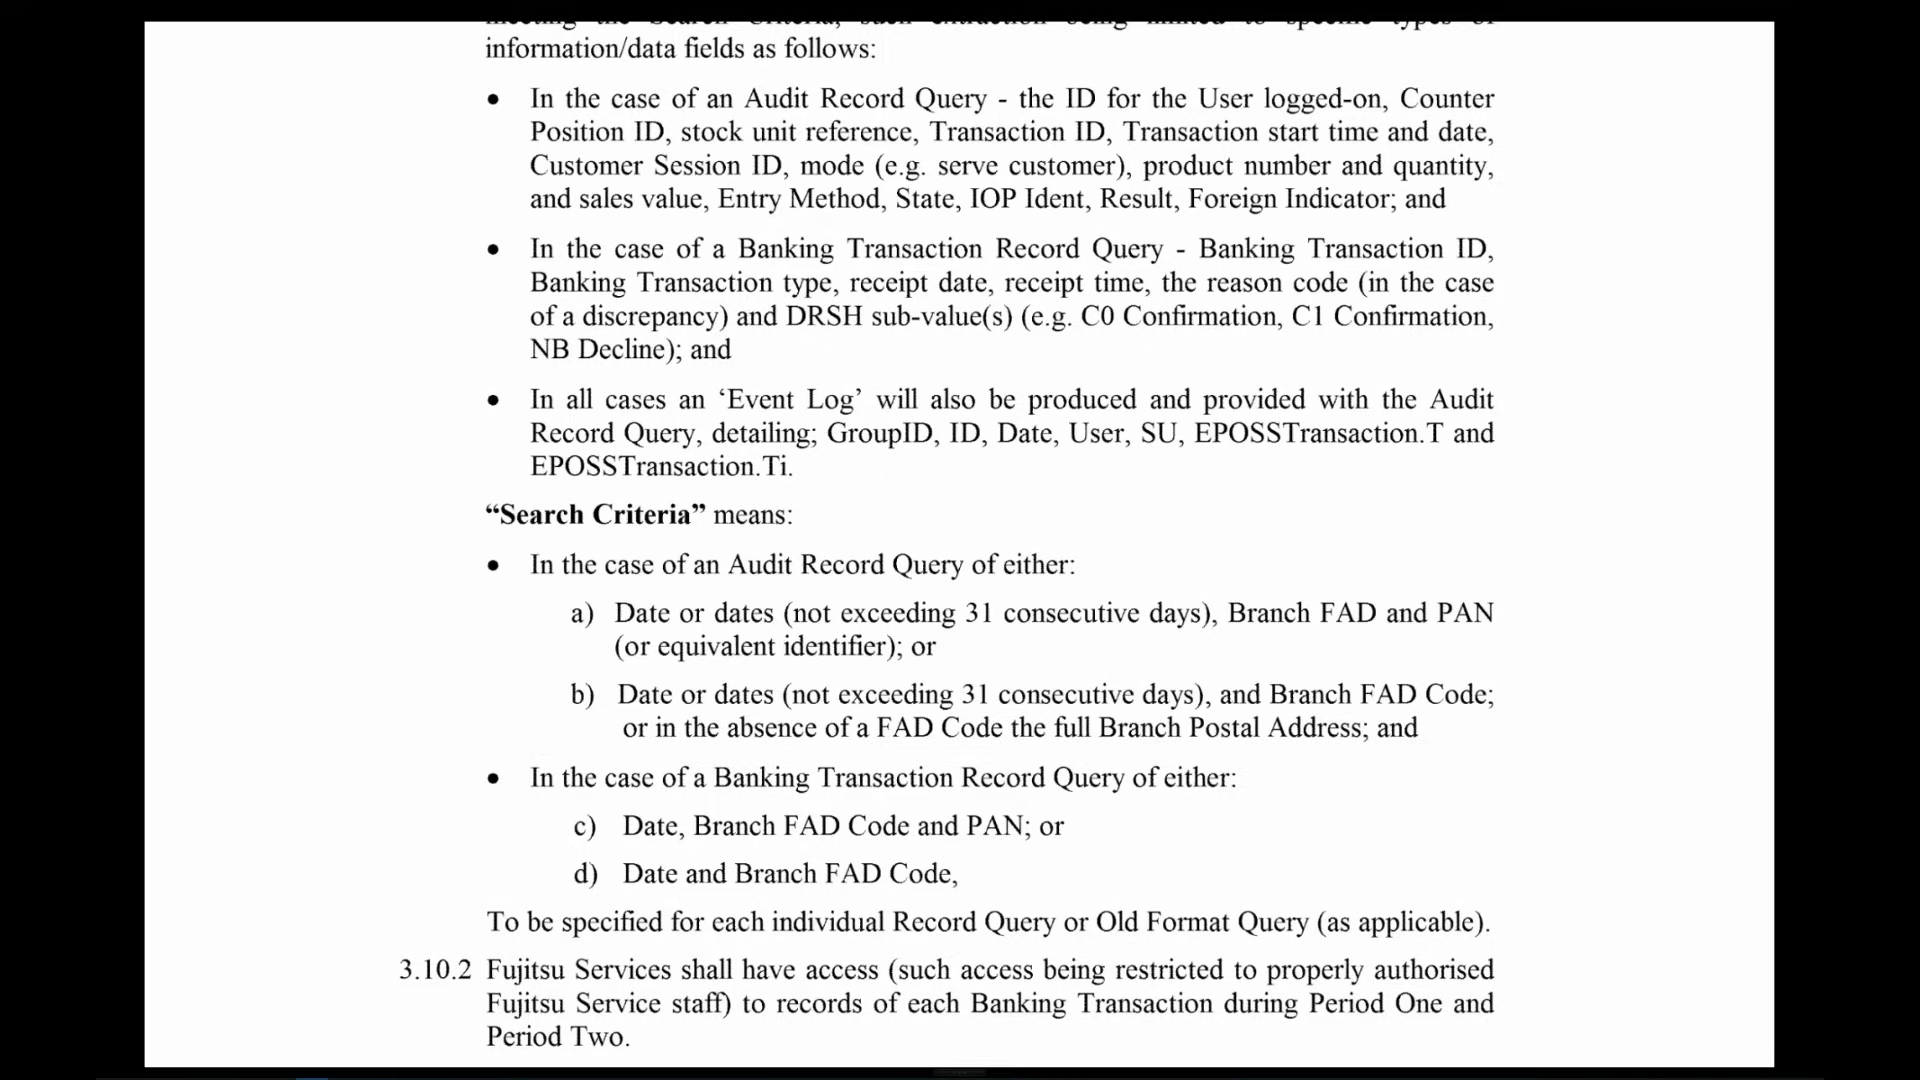 meeting the Search Criteria, such extraction being limited to specific types of
information/data fields as follows:
• In the case of an Audit Record Query - the ID for the User logged-on, Counter
Position ID, stock unit reference, Transaction ID, Transaction start time and date,
Customer Session ID, mode (e.g. serve customer), product number and quantity,
and sales value, Entry Method, State, IOP Ident, Result, Foreign Indicator; and
• In the case of a Banking Transaction Record Query - Banking Transaction ID,
Banking Transaction type, receipt date, receipt time, the reason code (in the case
of a discrepancy) and DRSH sub-value(s) (e.g. C0 Confirmation, C1 Confirmation,
NB Decline); and
• In all cases an ‘Event Log’ will also be produced and provided with the Audit
Record Query, detailing; GroupID, ID, Date, User, SU, EPOSSTransaction.T and
EPOSSTransaction.Ti.
“Search Criteria” means:
• In the case of an Audit Record Query of either:
a) Date or dates (not exceeding 31 consecutive days), Branch FAD and PAN
(or equivalent identifier); or
b) Date or dates (not exceeding 31 consecutive days), and Branch FAD Code;
or in the absence of a FAD Code the full Branch Postal Address; and
• In the case of a Banking Transaction Record Query of either:
c) Date, Branch FAD Code and PAN; or
d) Date and Branch FAD Code,
To be specified for each individual Record Query or Old Format Query (as applicable).
3.10.2 Fujitsu Services shall have access (such access being restricted to properly authorised
Fujitsu Service staff) to records of each Banking Transaction during Period One and
Period Two.